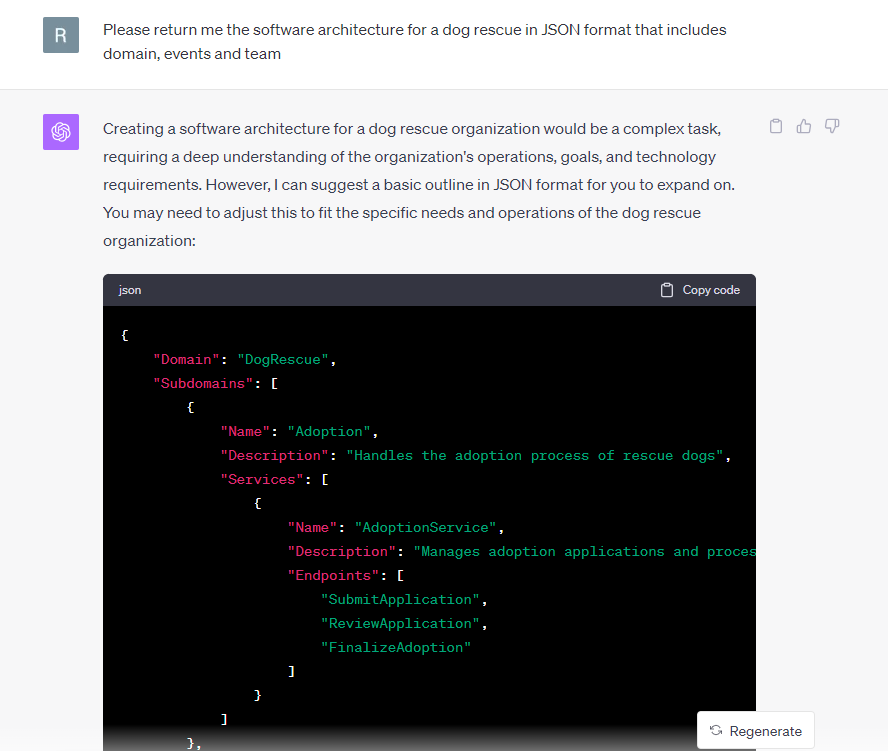 R
Please return me the software architecture for a dog rescue in JSON format that includes
domain, events and team
Creating a software architecture for a dog rescue organization would be a complex task,
requiring a deep understanding of the organization's operations, goals, and technology
requirements. However, I can suggest a basic outline in JSON format for you to expand on.
You may need to adjust this to fit the specific needs and operations of the dog rescue
organization:
json Copy code
{
"Domain": "DogRescue",
"Subdomains": [
{
"Name": "Adoption",
"Description": "Handles the adoption process of rescue dogs",
"Services": [
{
"Name": "AdoptionService",
"Description": "Manages adoption applications and proces
"Endpoints": [
"SubmitApplication",
"ReviewApplication",
"FinalizeAdoption"
]
}
]
},
Regenerate